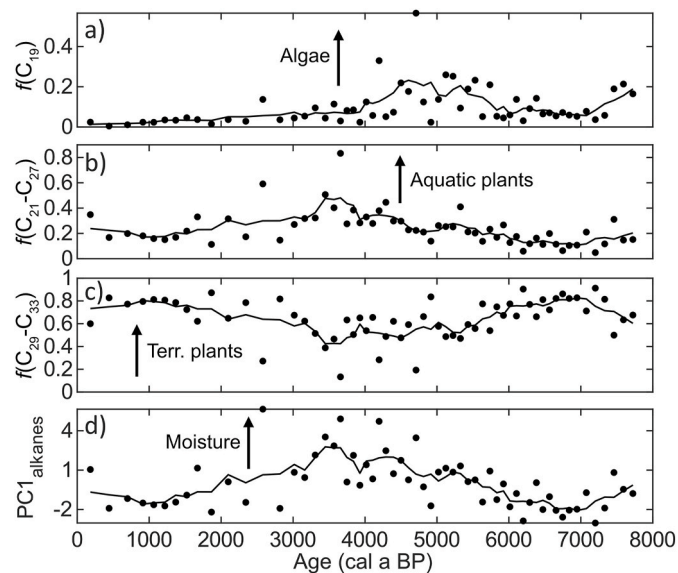 a)
f(C19)
0.4
0.2
0
Algae
b)
f(C21-C27)
0.8
0.6
0.4
0.2
0
Aquatic plants
c)
f(C29-C33)
1
0.8
0.6
0.4
0.2
0
Terr. plants
d)
PC1alkanes
4
1
-2
Moisture
0 1000 2000 3000 4000 5000 6000 7000 8000
Age (cal a BP)